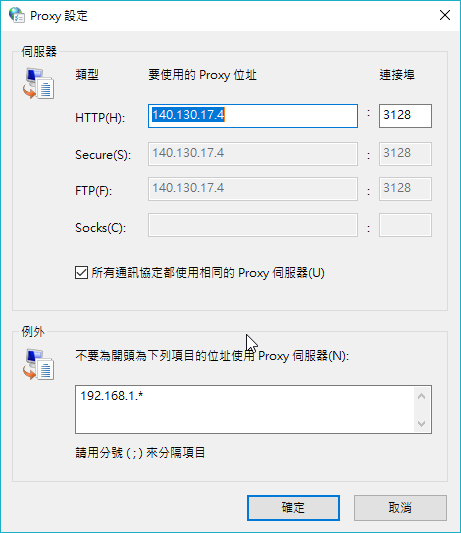 Proxy 設定
伺服器
類型 要使用的 Proxy 位址 連接埠
HTTP(H): 140.130.17.4 : 3128
Secure(S): 140.130.17.4 : 3128
FTP(F): 140.130.17.4 : 3128
Socks(C): :
所有通訊協定都使用相同的 Proxy 伺服器(U)
例外
不要為開頭為下列項目的位址使用 Proxy 伺服器(N):
192.168.1.*
請用分號 ( ; ) 來分隔項目
確定 取消